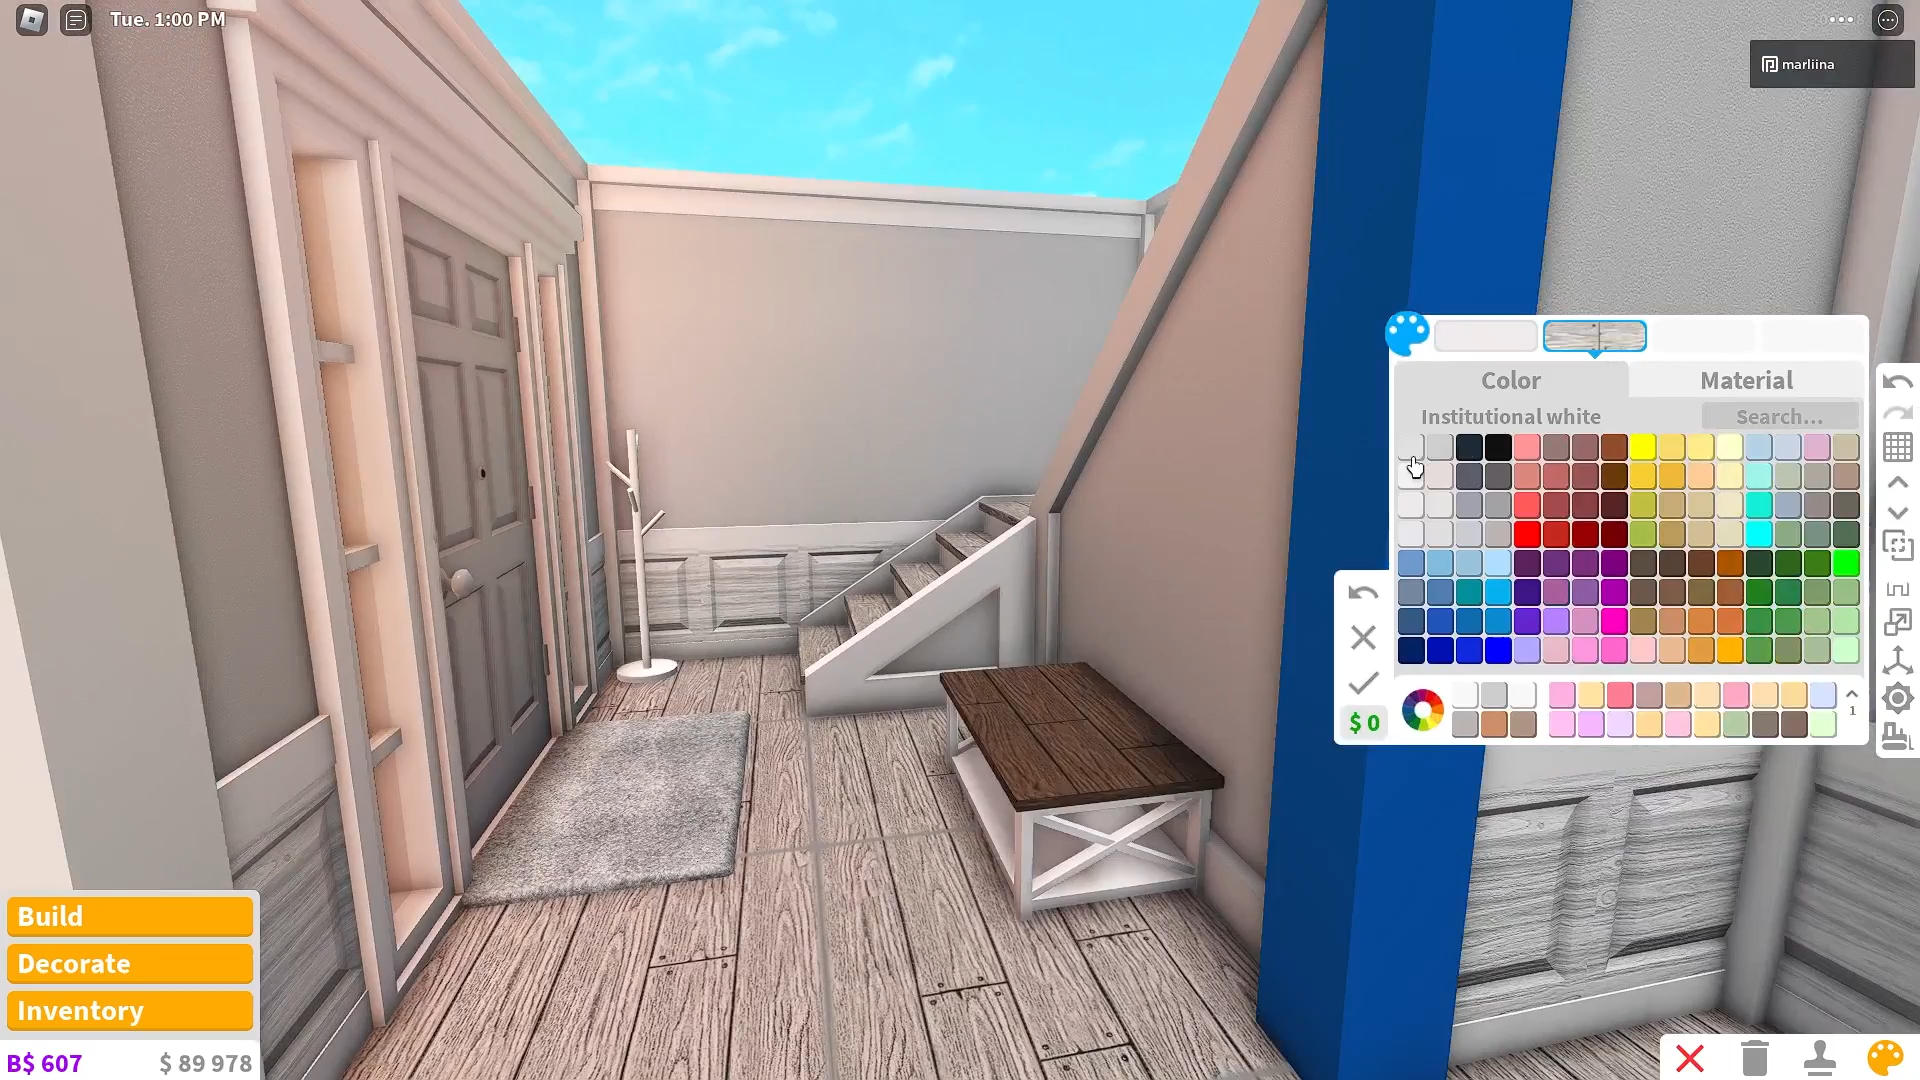 Tue. 1:00 PM
marliina
Color
Material
Institutional white
Search...
$ 0
1
Build
Decorate
Inventory
B$ 607
$ 89 978